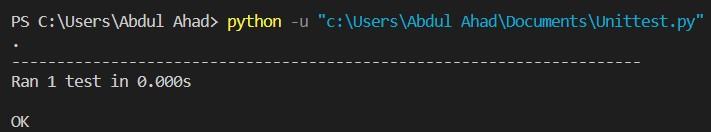 PS C:\Users\Abdul Ahad> python -u "c:\Users\Abdul Ahad\Documents\Unittest.py"
.
----------------------------------------------------------------------
Ran 1 test in 0.000s
OK